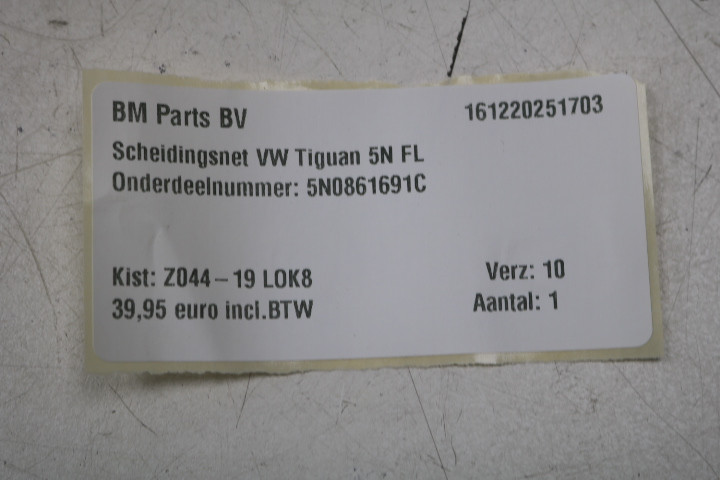 BM Parts BV 161220251703
Scheidingsnet VW Tiguan 5N FL
Onderdeelnummer: 5N0861691C
Kist: Z044-19 LOK8 Verz: 10
39,95 euro incl.BTW Aantal: 1